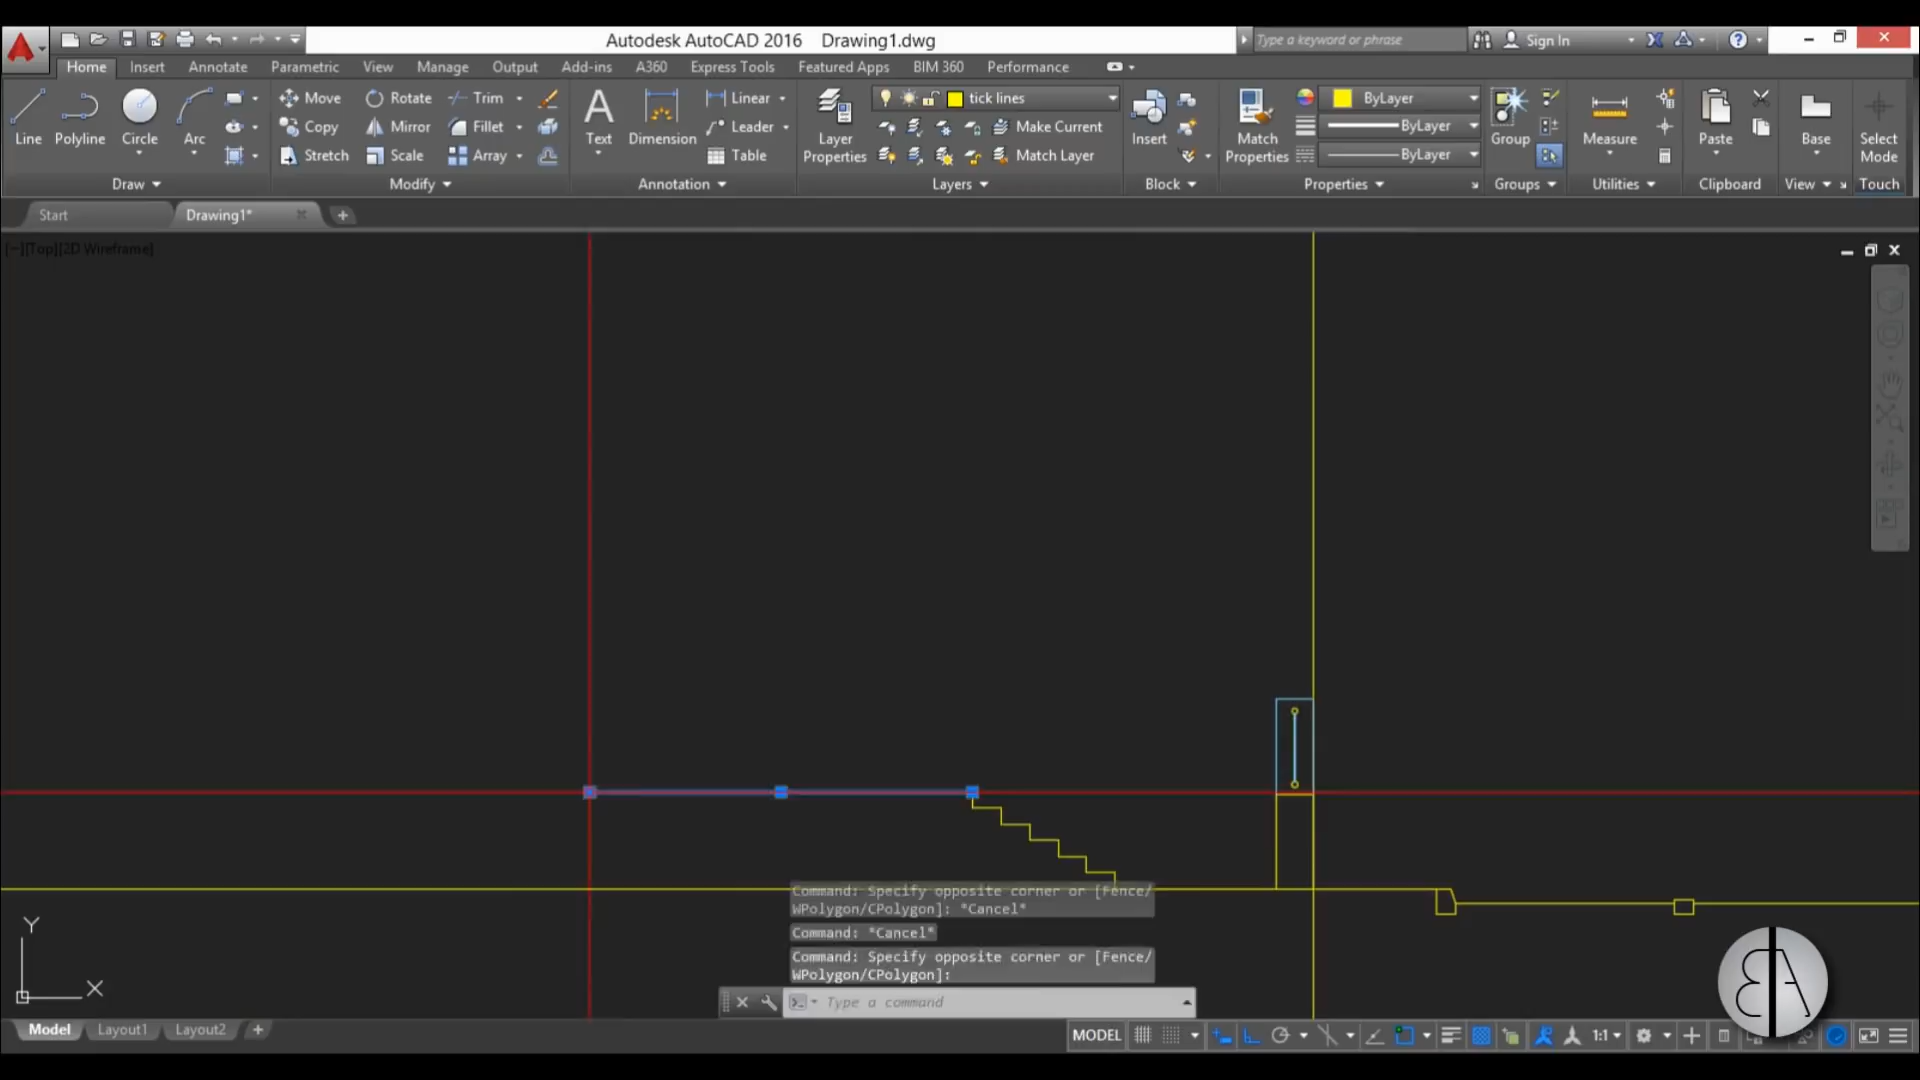 Autodesk AutoCAD 2016 Drawing1.dwg
Type a keyword or phrase
Sign In
Home Insert Annotate Parametric View Manage Output Add-ins A360 Express Tools Featured Apps BIM 360 Performance
Line
Polyline
Circle
Arc
Move
Rotate
Trim
Copy
Mirror
Fillet
Stretch
Scale
Array
Text
Dimension
Linear
Leader
Table
Layer
Properties
tick lines
Make Current
Match Layer
Insert
Match
Properties
ByLayer
ByLayer
ByLayer
Group
Measure
Paste
Base
Select
Mode
Draw
Modify
Annotation
Layers
Block
Properties
Groups
Utilities
Clipboard
View
Touch
Start
Drawing1*
[−][Top][2D Wireframe]
Command: Specify opposite corner or [Fence/
WPolygon/CPolygon]: *Cancel*
Command: *Cancel*
Command: Specify opposite corner or [Fence/
WPolygon/CPolygon]:
Type a command
Y
X
Model
Layout1
Layout2
MODEL
1:1
BA